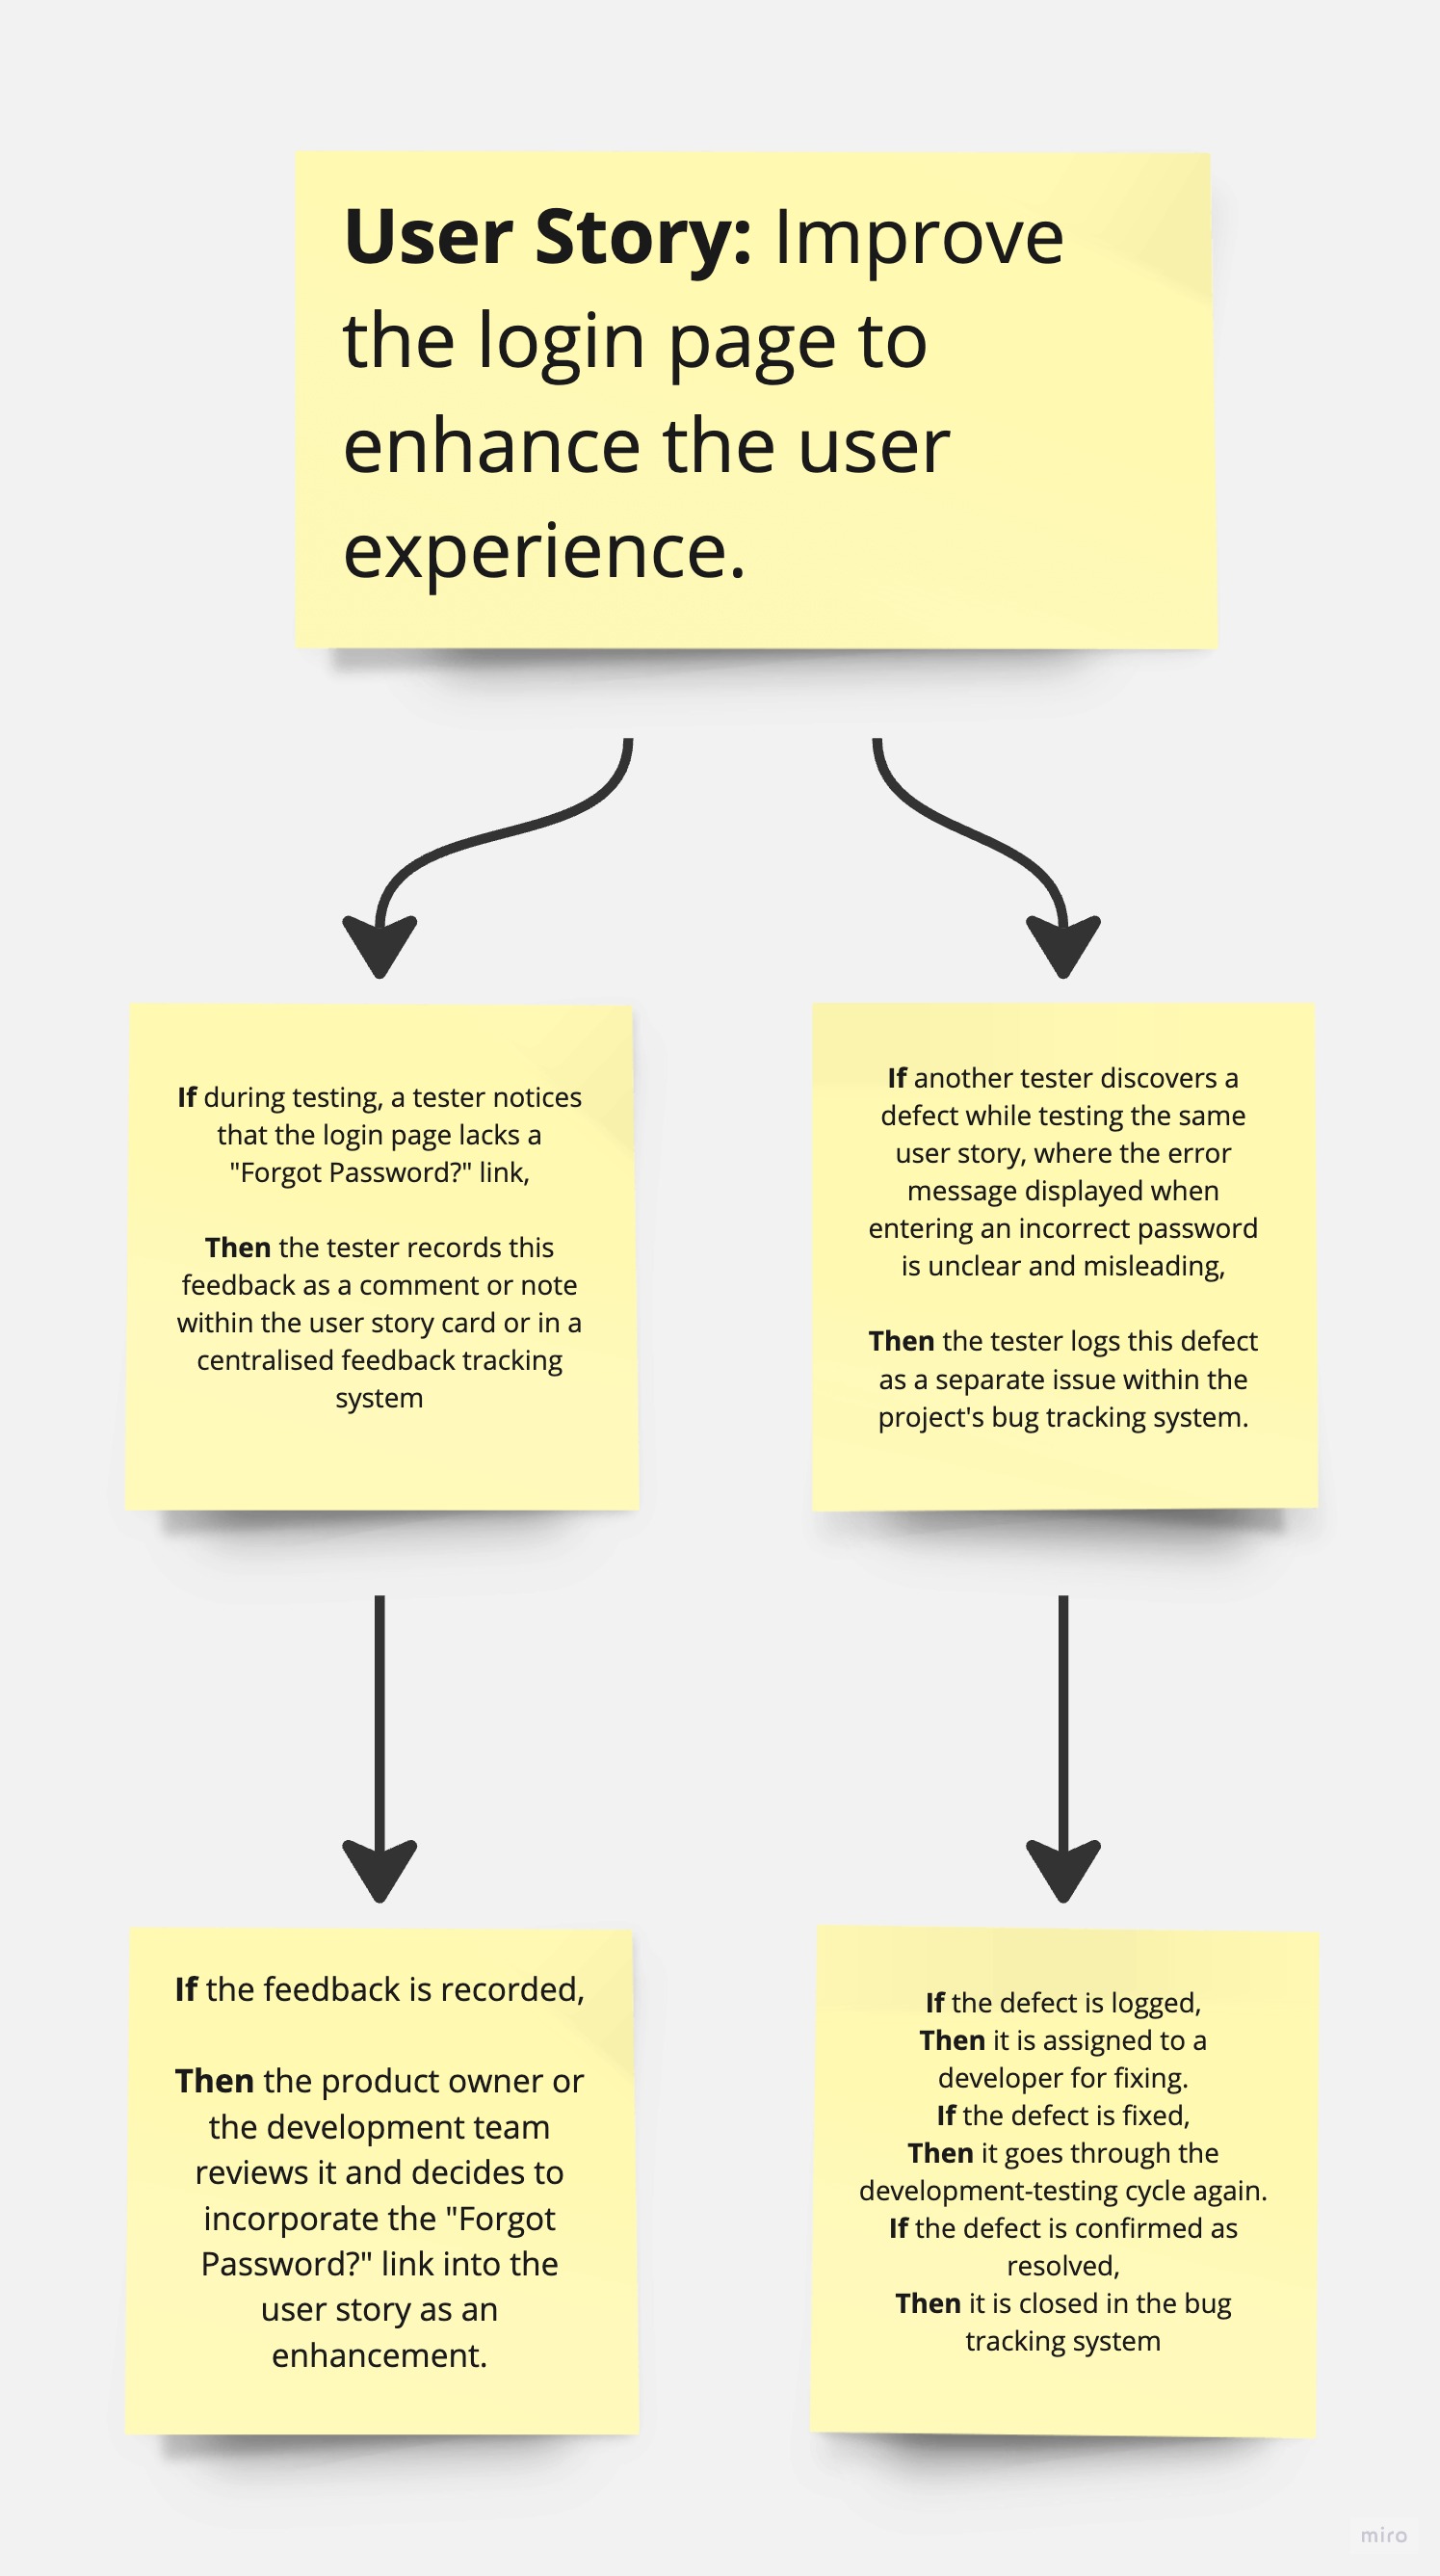 User Story: Improve
the login page to
enhance the user
experience.
If during testing, a tester notices
that the login page lacks a
"Forgot Password?" link,
Then the tester records this
feedback as a comment or note
within the user story card or in a
centralised feedback tracking
system
If another tester discovers a
defect while testing the same
user story, where the error
message displayed when
entering an incorrect password
is unclear and misleading,
Then the tester logs this defect
as a separate issue within the
project's bug tracking system.
If the feedback is recorded,
Then the product owner or
the development team
reviews it and decides to
incorporate the "Forgot
Password?" link into the
user story as an
enhancement.
If the defect is logged,
Then it is assigned to a
developer for fixing.
If the defect is fixed,
Then it goes through the
development-testing cycle again.
If the defect is confirmed as
resolved,
Then it is closed in the bug
tracking system
miro